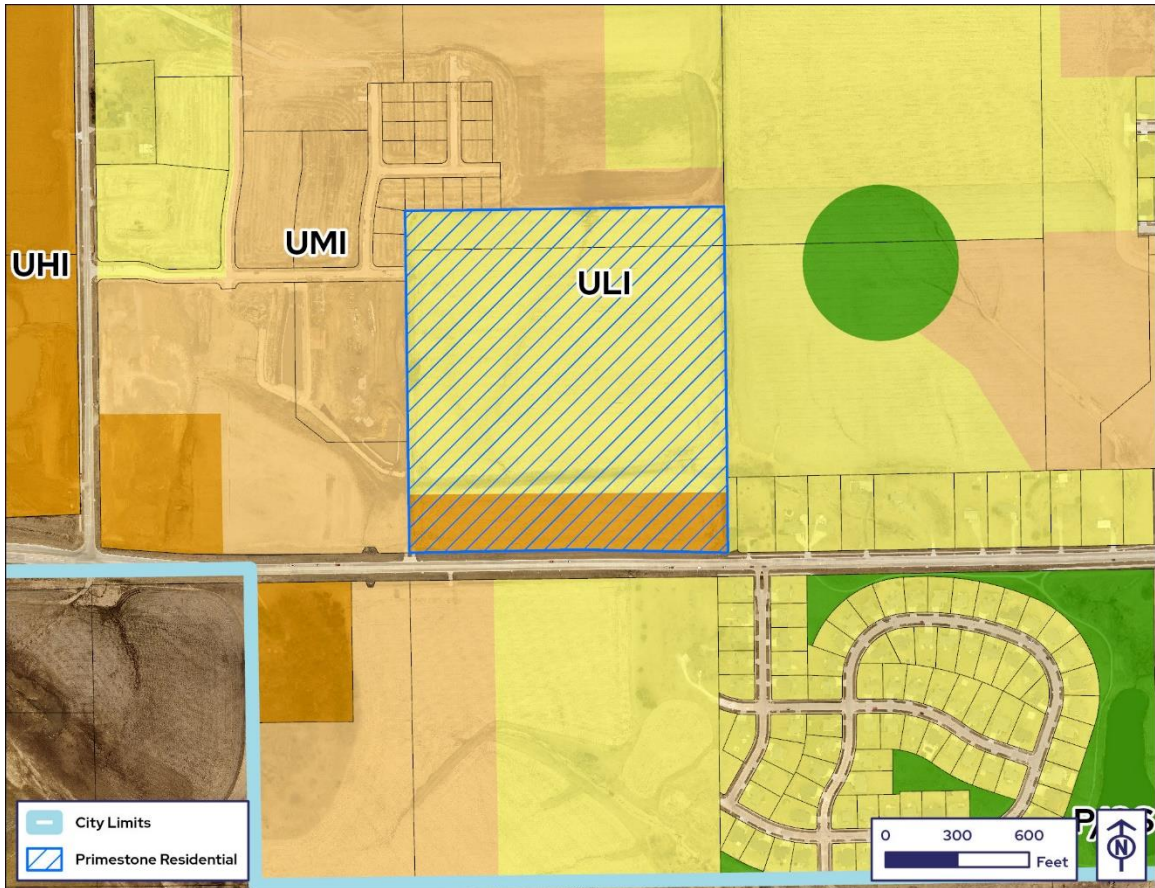 UHI
UMI
ULI
City Limits
Primestone Residential
0 300 600
Feet
N